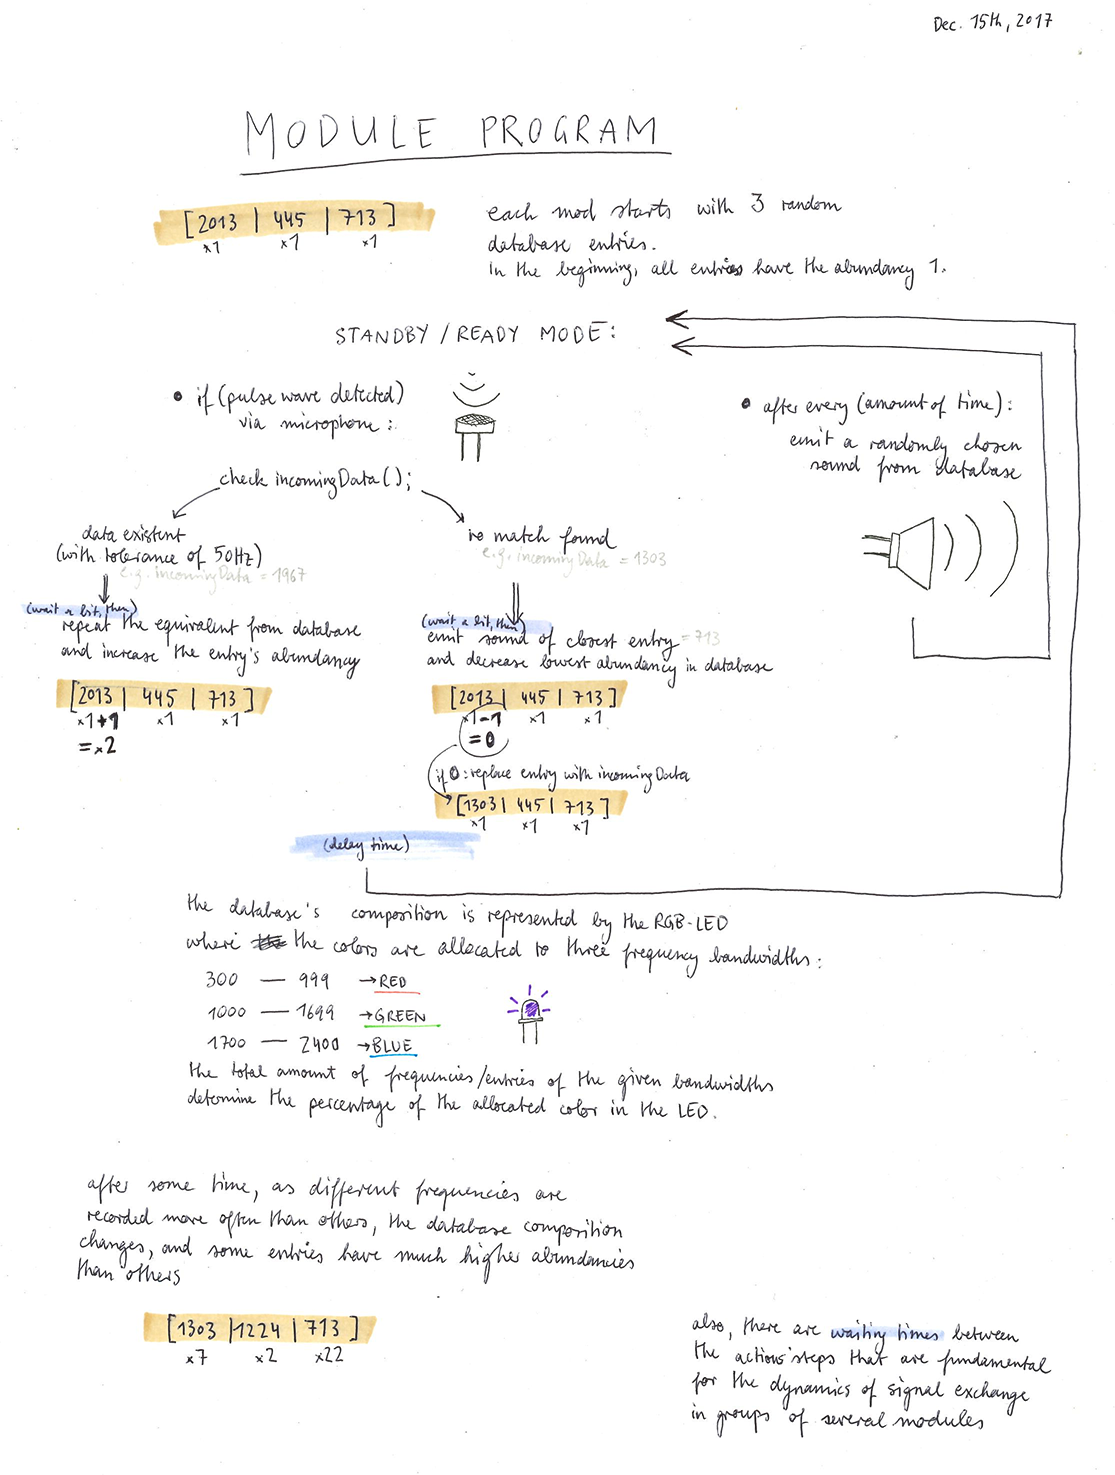 Dec. 15th, 2017
MODULE PROGRAM
[2013 | 445 | 713]
x1 x1 x1
each mod starts with 3 random
database entries.
In the beginning, all entries have the abundancy 1.
STANDBY / READY MODE:
• if (pulse wave detected)
via microphone:
check incomingData();
data existent
(with tolerance of 50Hz)
e.g. incomingData = 1967
(wait a bit, then)
repeat the equivalent from database
and increase the entry's abundancy
[2013 | 445 | 713]
x1+1 x1 x1
=x2
no match found
e.g. incomingData = 1303
(wait a bit, then)
emit sound of closest entry = 713
and decrease lowest abundancy in database
[2013 | 445 | 713]
x1-1 x1 x1
=0
if 0: replace entry with incomingData
[1303 | 445 | 713]
x1 x1 x1
(delay time)
• after every (amount of time):
emit a randomly chosen
sound from database
the database's composition is represented by the RGB-LED
where the colors are allocated to three frequency bandwidths:
300 — 999 →RED
1000 — 1699 →GREEN
1700 — 2400 →BLUE
the total amount of frequencies/entries of the given bandwidths
determine the percentage of the allocated color in the LED.
after some time, as different frequencies are
recorded more often than others, the database composition
changes, and some entries have much higher abundancies
than others
[1303 | 1224 | 713]
x7 x2 x22
also, there are waiting times between
the actions'steps that are fundamental
for the dynamics of signal exchange
in groups of several modules